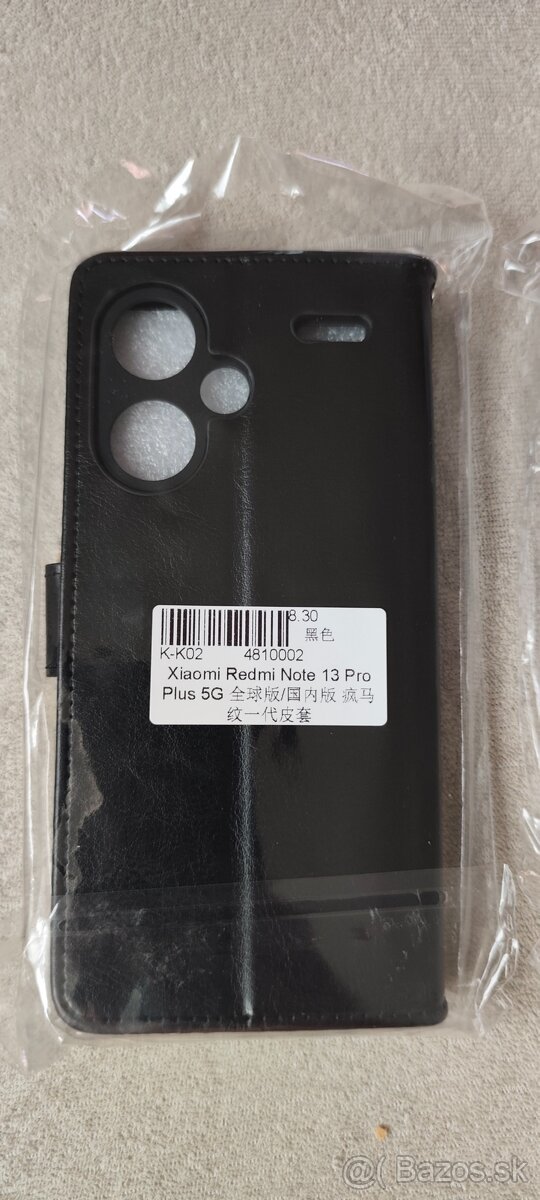 8.30
黑色
K-K02 4810002
Xiaomi Redmi Note 13 Pro
Plus 5G 全球版/国内版 疯马
纹一代皮套
@Bazos.sk